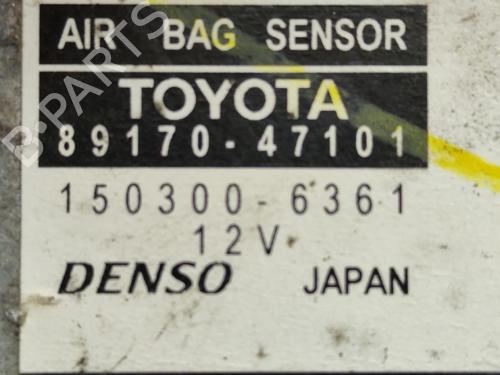 AIR BAG SENSOR
TOYOTA
89170-47101
150300-6361
12V
DENSO JAPAN
B-PARTS